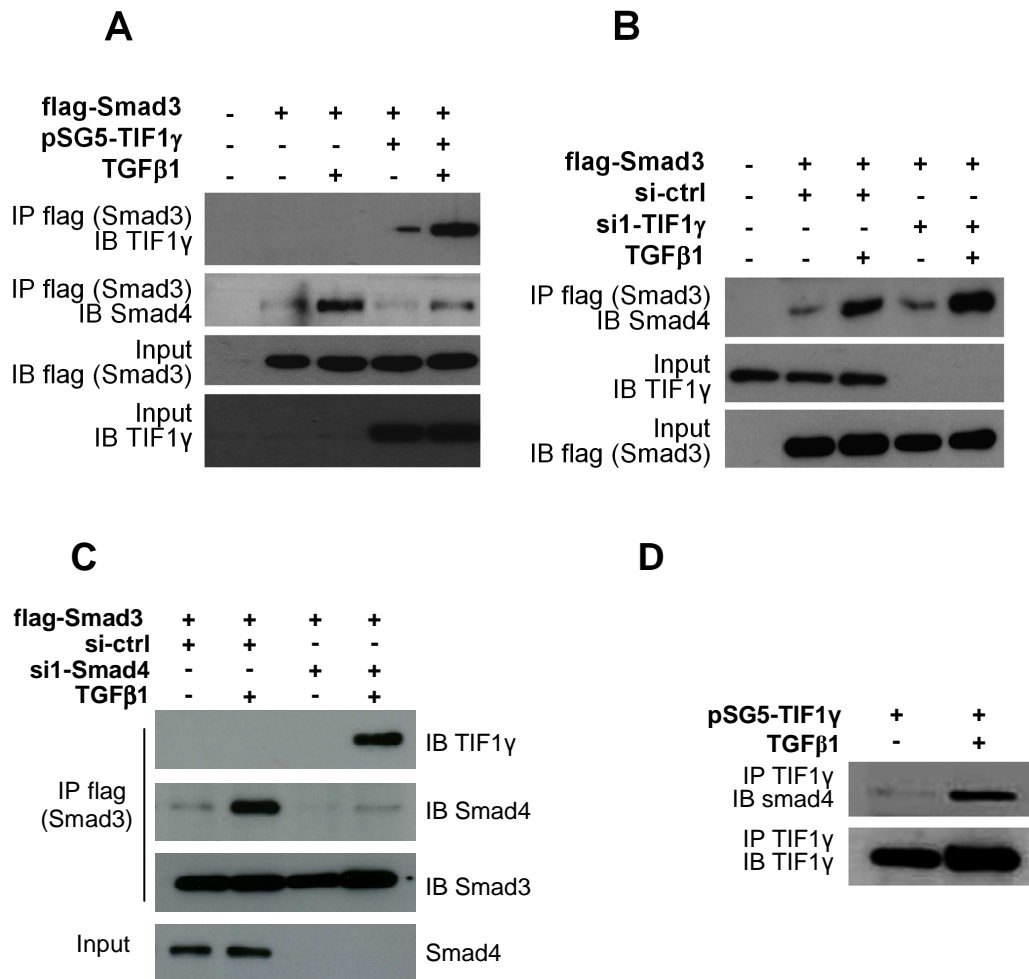 A
flag-Smad3 - + + + +
pSG5-TIF1γ - - - + +
TGFβ1 - - + - +
IP flag (Smad3)
IB TIF1γ
IP flag (Smad3)
IB Smad4
Input
IB flag (Smad3)
Input
IB TIF1γ
B
flag-Smad3 - + + + +
si-ctrl - + + - -
si1-TIF1γ - - - + +
TGFβ1 - - + - +
IP flag (Smad3)
IB Smad4
Input
IB TIF1γ
Input
IB flag (Smad3)
C
flag-Smad3 + + + +
si-ctrl + + - -
si1-Smad4 - - + +
TGFβ1 - + - +
IP flag
(Smad3)
IB TIF1γ
IB Smad4
IB Smad3
Input
Smad4
D
pSG5-TIF1γ + +
TGFβ1 - +
IP TIF1γ
IB smad4
IP TIF1γ
IB TIF1γ